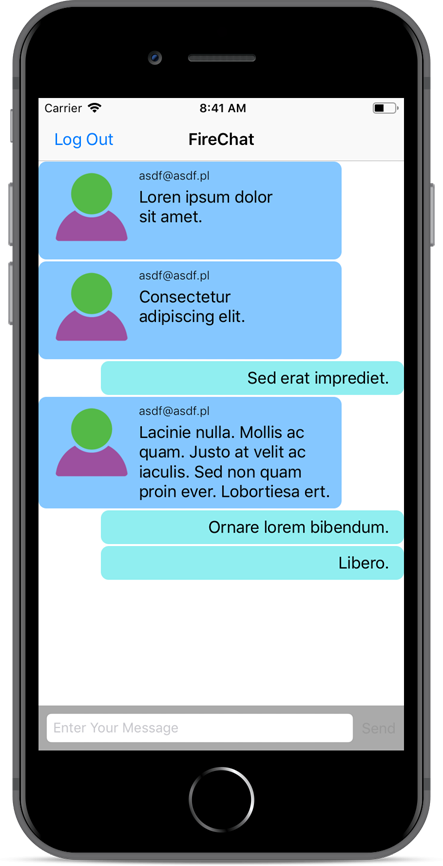 Carrier 8:41 AM
Log Out FireChat
asdf@asdf.pl
Loren ipsum dolor
sit amet.
asdf@asdf.pl
Consectetur
adipiscing elit.
Sed erat imprediet.
asdf@asdf.pl
Lacinie nulla. Mollis ac
quam. Justo at velit ac
iaculis. Sed non quam
proin ever. Lobortiesa ert.
Ornare lorem bibendum.
Libero.
Enter Your Message Send